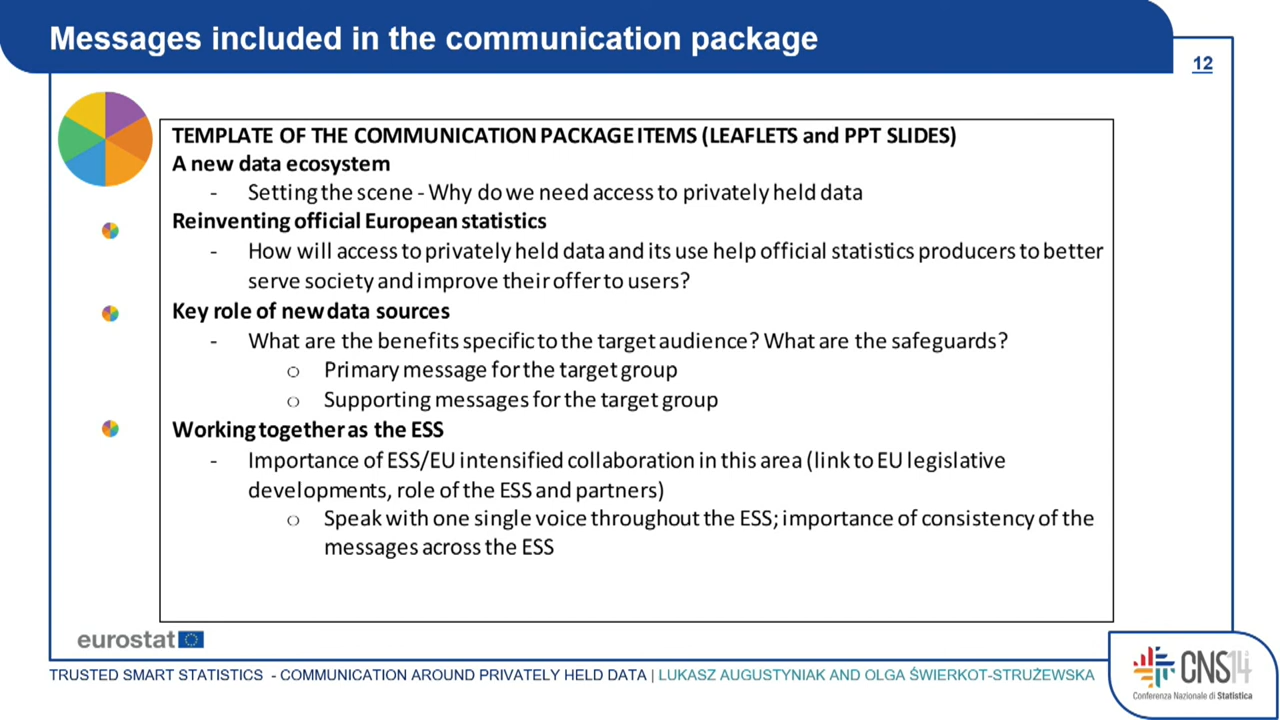 Messages included in the communication package
12
TEMPLATE OF THE COMMUNICATION PACKAGE ITEMS (LEAFLETS and PPT SLIDES)
A new data ecosystem
- Setting the scene - Why do we need access to privately held data
Reinventing official European statistics
- How will access to privately held data and its use help official statistics producers to better
serve society and improve their offer to users?
Key role of new data sources
- What are the benefits specific to the target audience? What are the safeguards?
o Primary message for the target group
o Supporting messages for the target group
Working together as the ESS
- Importance of ESS/EU intensified collaboration in this area (link to EU legislative
developments, role of the ESS and partners)
o Speak with one single voice throughout the ESS; importance of consistency of the
messages across the ESS
eurostat
TRUSTED SMART STATISTICS - COMMUNICATION AROUND PRIVATELY HELD DATA | LUKASZ AUGUSTYNIAK AND OLGA ŚWIERKOT-STRUŻEWSKA
CNS14
Conferenza Nazionale di Statistica